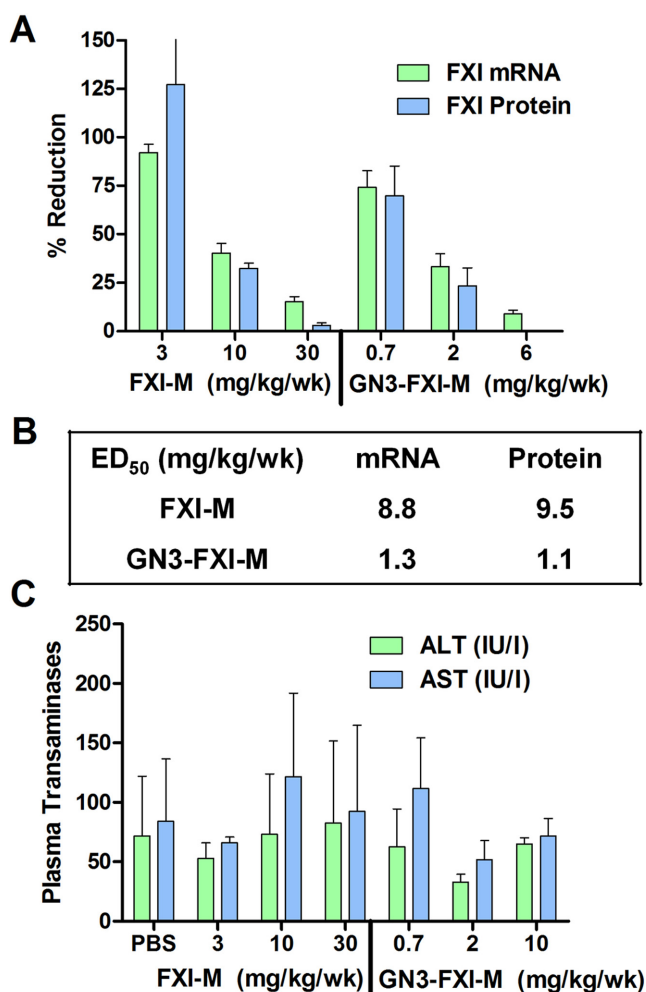 A
150
125
100
75
50
25
0
% Reduction
FXI mRNA
FXI Protein
3 10 30 0.7 2 6
FXI-M (mg/kg/wk) GN3-FXI-M (mg/kg/wk)
B
ED50 (mg/kg/wk) mRNA Protein
FXI-M 8.8 9.5
GN3-FXI-M 1.3 1.1
C
250
200
150
100
50
0
Plasma Transaminases
ALT (IU/l)
AST (IU/l)
PBS 3 10 30 0.7 2 10
FXI-M (mg/kg/wk) GN3-FXI-M (mg/kg/wk)